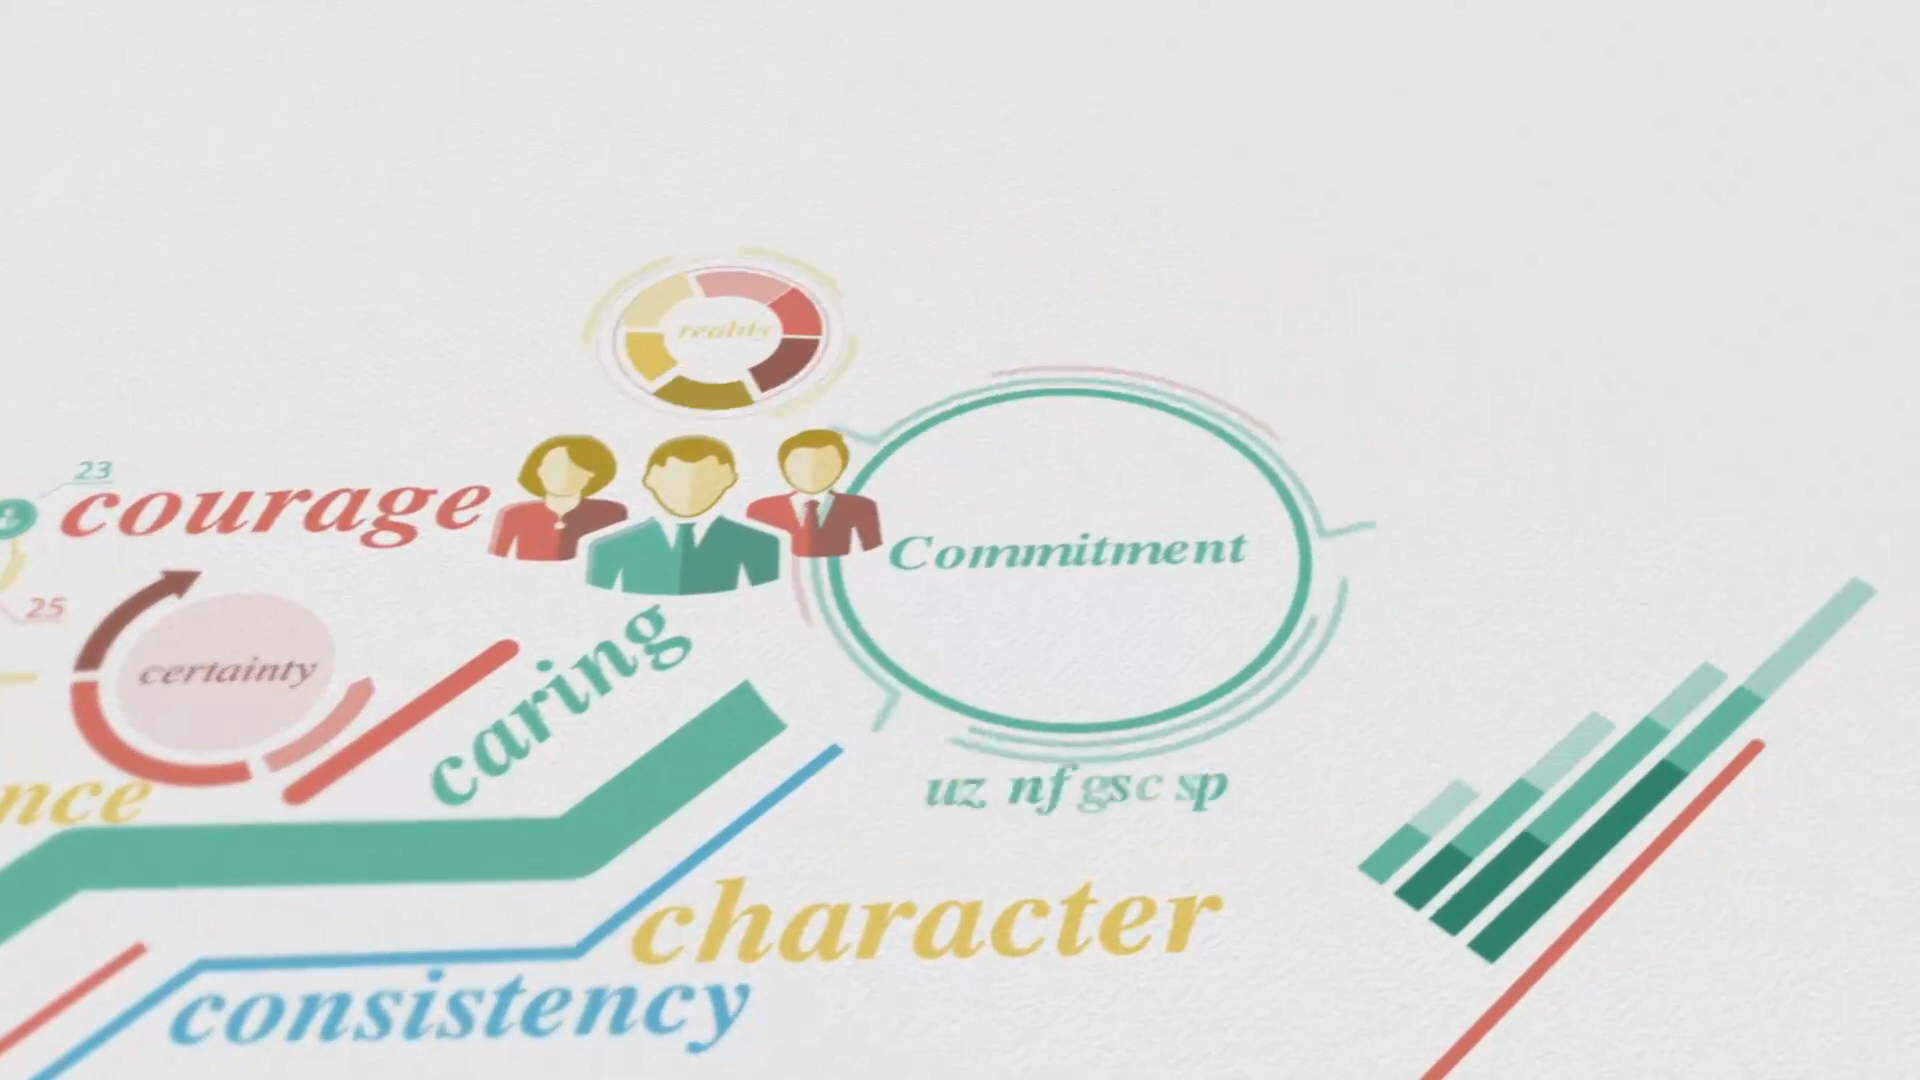 reality
23
courage
Commitment
25
certainty
caring
nce
uz nf gsc sp
character
consistency